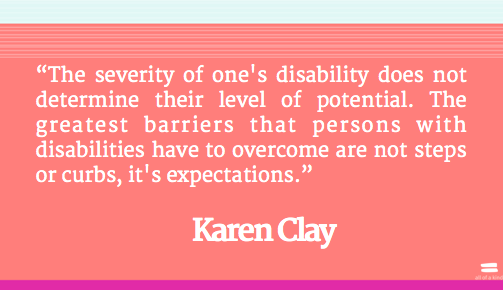 “The severity of one's disability does not
determine their level of potential. The
greatest barriers that persons with
disabilities have to overcome are not steps
or curbs, it's expectations.”
Karen Clay